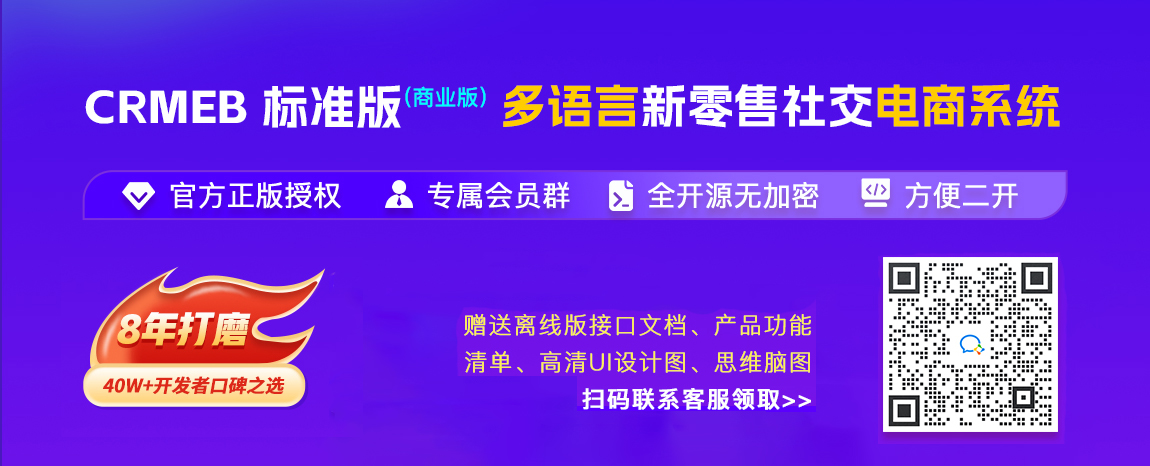 CRMEB 标准版(商业版) 多语言新零售社交电商系统
官方正版授权 专属会员群 全开源无加密 方便二开
8年打磨
40W+开发者口碑之选
赠送离线版接口文档、产品功能
清单、高清UI设计图、思维脑图
扫码联系客服领取>>